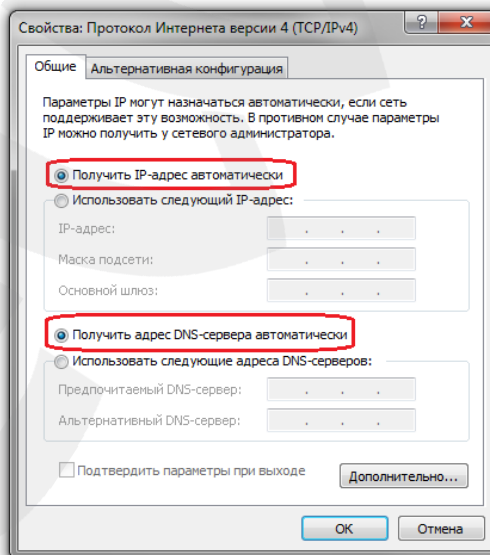 Свойства: Протокол Интернета версии 4 (TCP/IPv4)
Общие Альтернативная конфигурация
Параметры IP могут назначаться автоматически, если сеть
поддерживает эту возможность. В противном случае параметры
IP можно получить у сетевого администратора.
Получить IP-адрес автоматически
Использовать следующий IP-адрес:
IP-адрес:
Маска подсети:
Основной шлюз:
Получить адрес DNS-сервера автоматически
Использовать следующие адреса DNS-серверов:
Предпочитаемый DNS-сервер:
Альтернативный DNS-сервер:
Подтвердить параметры при выходе
Дополнительно...
ОК Отмена